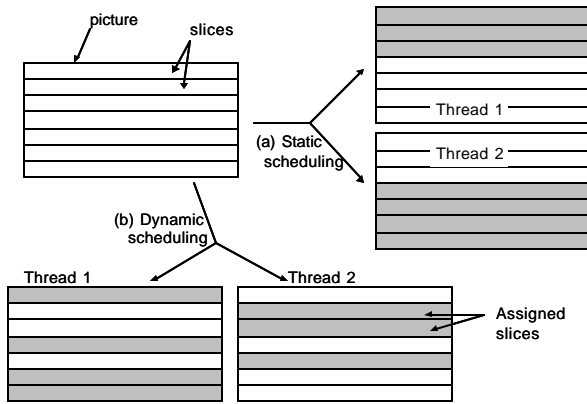 picture
slices
Thread 1
(a) Static
scheduling
Thread 2
(b) Dynamic
scheduling
Thread 1
Thread 2
Assigned
slices